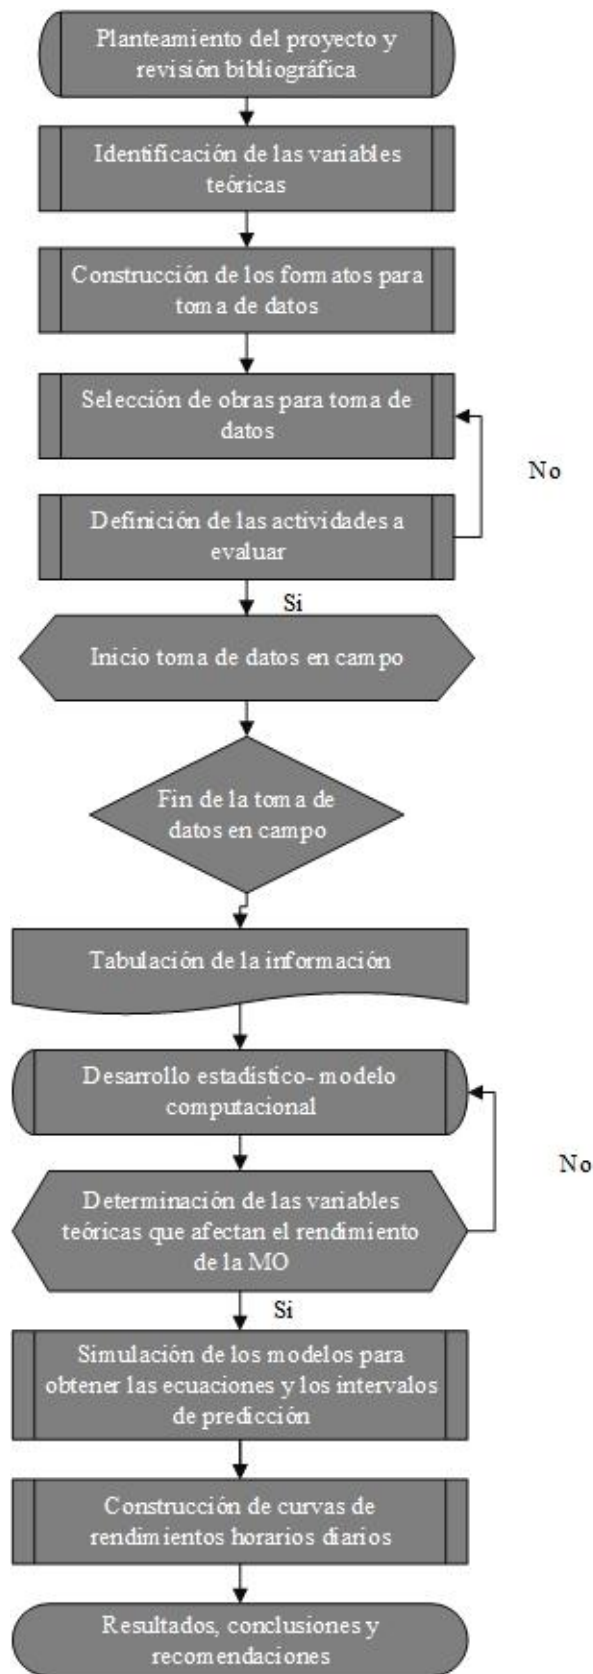 Planteamiento del proyecto y
revisión bibliográfica
Identificación de las variables
teóricas
Construcción de los formatos para
toma de datos
Selección de obras para toma de
datos
No
Definición de las actividades a
evaluar
Si
Inicio toma de datos en campo
Fin de la toma de
datos en campo
Tabulación de la información
Desarrollo estadístico- modelo
computacional
No
Determinación de las variables
teóricas que afectan el rendimiento
de la MO
Si
Simulación de los modelos para
obtener las ecuaciones y los intervalos
de predicción
Construcción de curvas de
rendimientos horarios diarios
Resultados, conclusiones y
recomendaciones